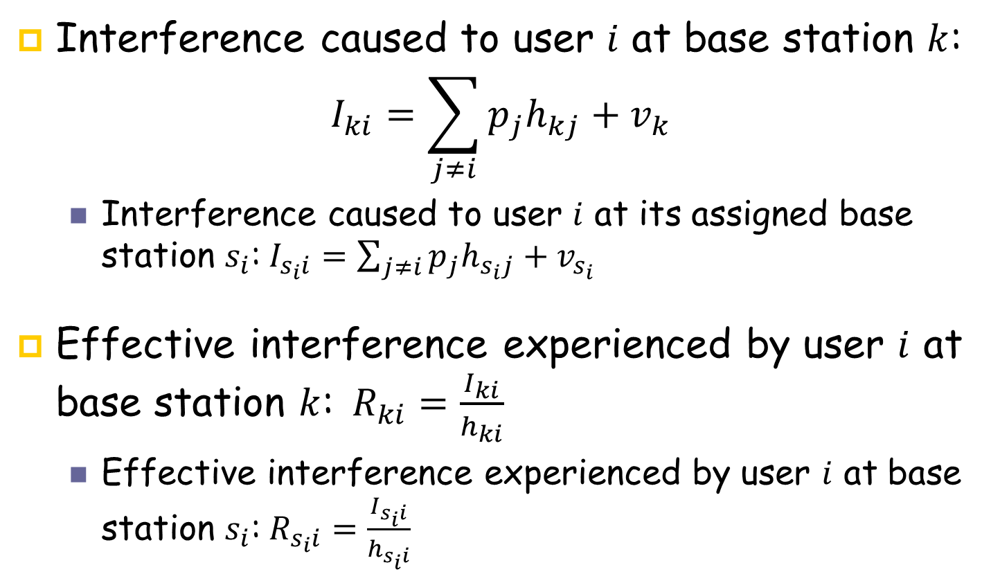 Interference caused to user i at base station k:
I_{ki} = \sum_{j≠i} p_j h_{kj} + v_k
Interference caused to user i at its assigned base
station s_i: I_{s_i i} = \sum_{j≠i} p_j h_{s_i j} + v_{s_i}
Effective interference experienced by user i at
base station k: R_{ki} = \frac{I_{ki}}{h_{ki}}
Effective interference experienced by user i at base
station s_i: R_{s_i i} = \frac{I_{s_i i}}{h_{s_i i}}